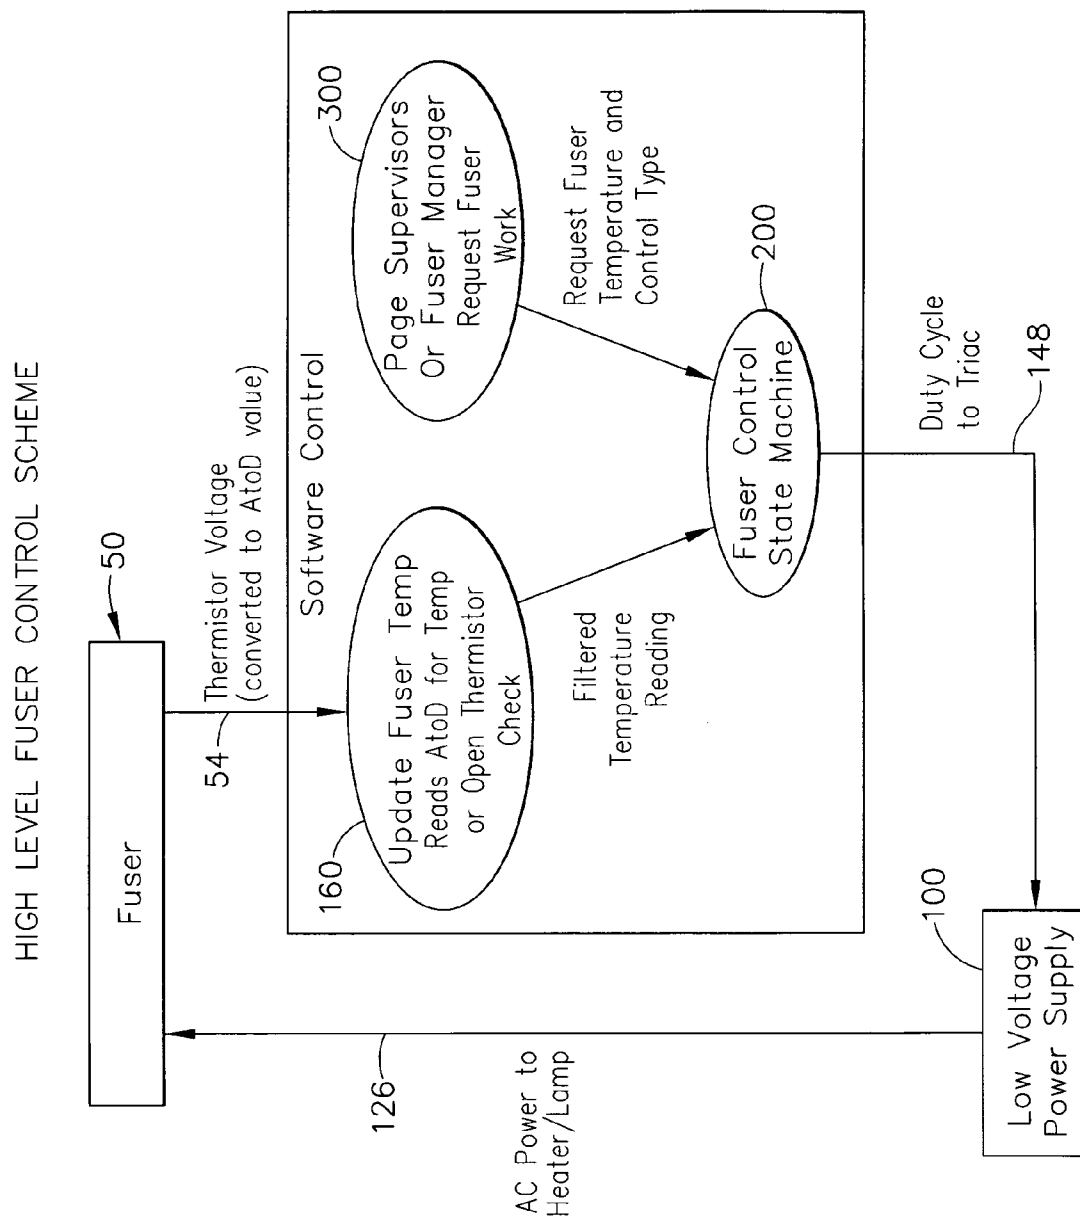 HIGH LEVEL FUSER CONTROL SCHEME
Fuser
50
Thermistor Voltage
(converted to AtoD value)
54
Software Control
160
Update Fuser Temp
Reads AtoD for Temp
or Open Thermistor
Check
300
Page Supervisors
Or Fuser Manager
Request Fuser
Work
Filtered
Temperature
Reading
Request Fuser
Temperature and
Control Type
200
Fuser Control
State Machine
Duty Cycle
to Triac
148
126
AC Power to
Heater/Lamp
100
Low Voltage
Power Supply